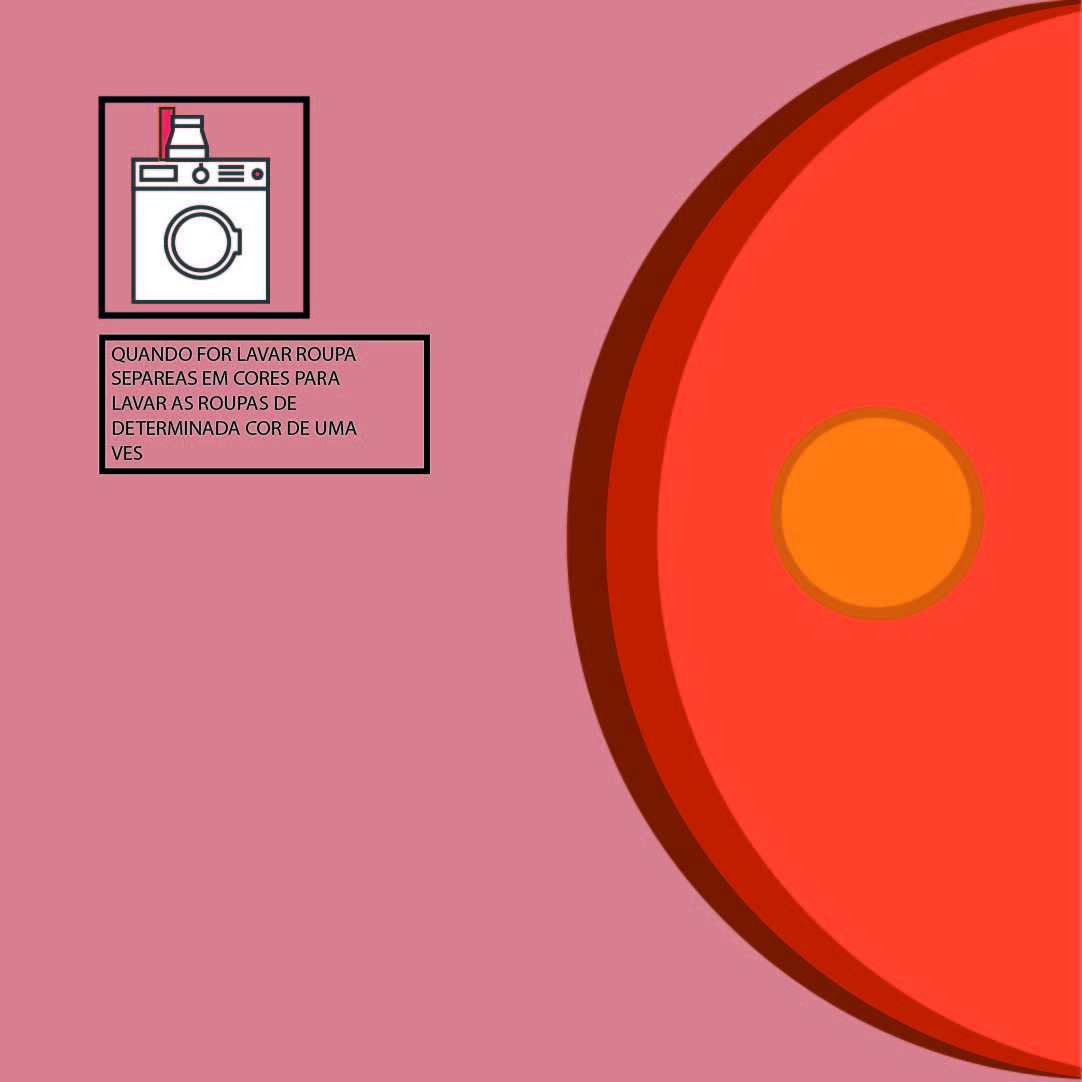 QUANDO FOR LAVAR ROUPA
SEPAREAS EM CORES PARA
LAVAR AS ROUPAS DE
DETERMINADA COR DE UMA
VES